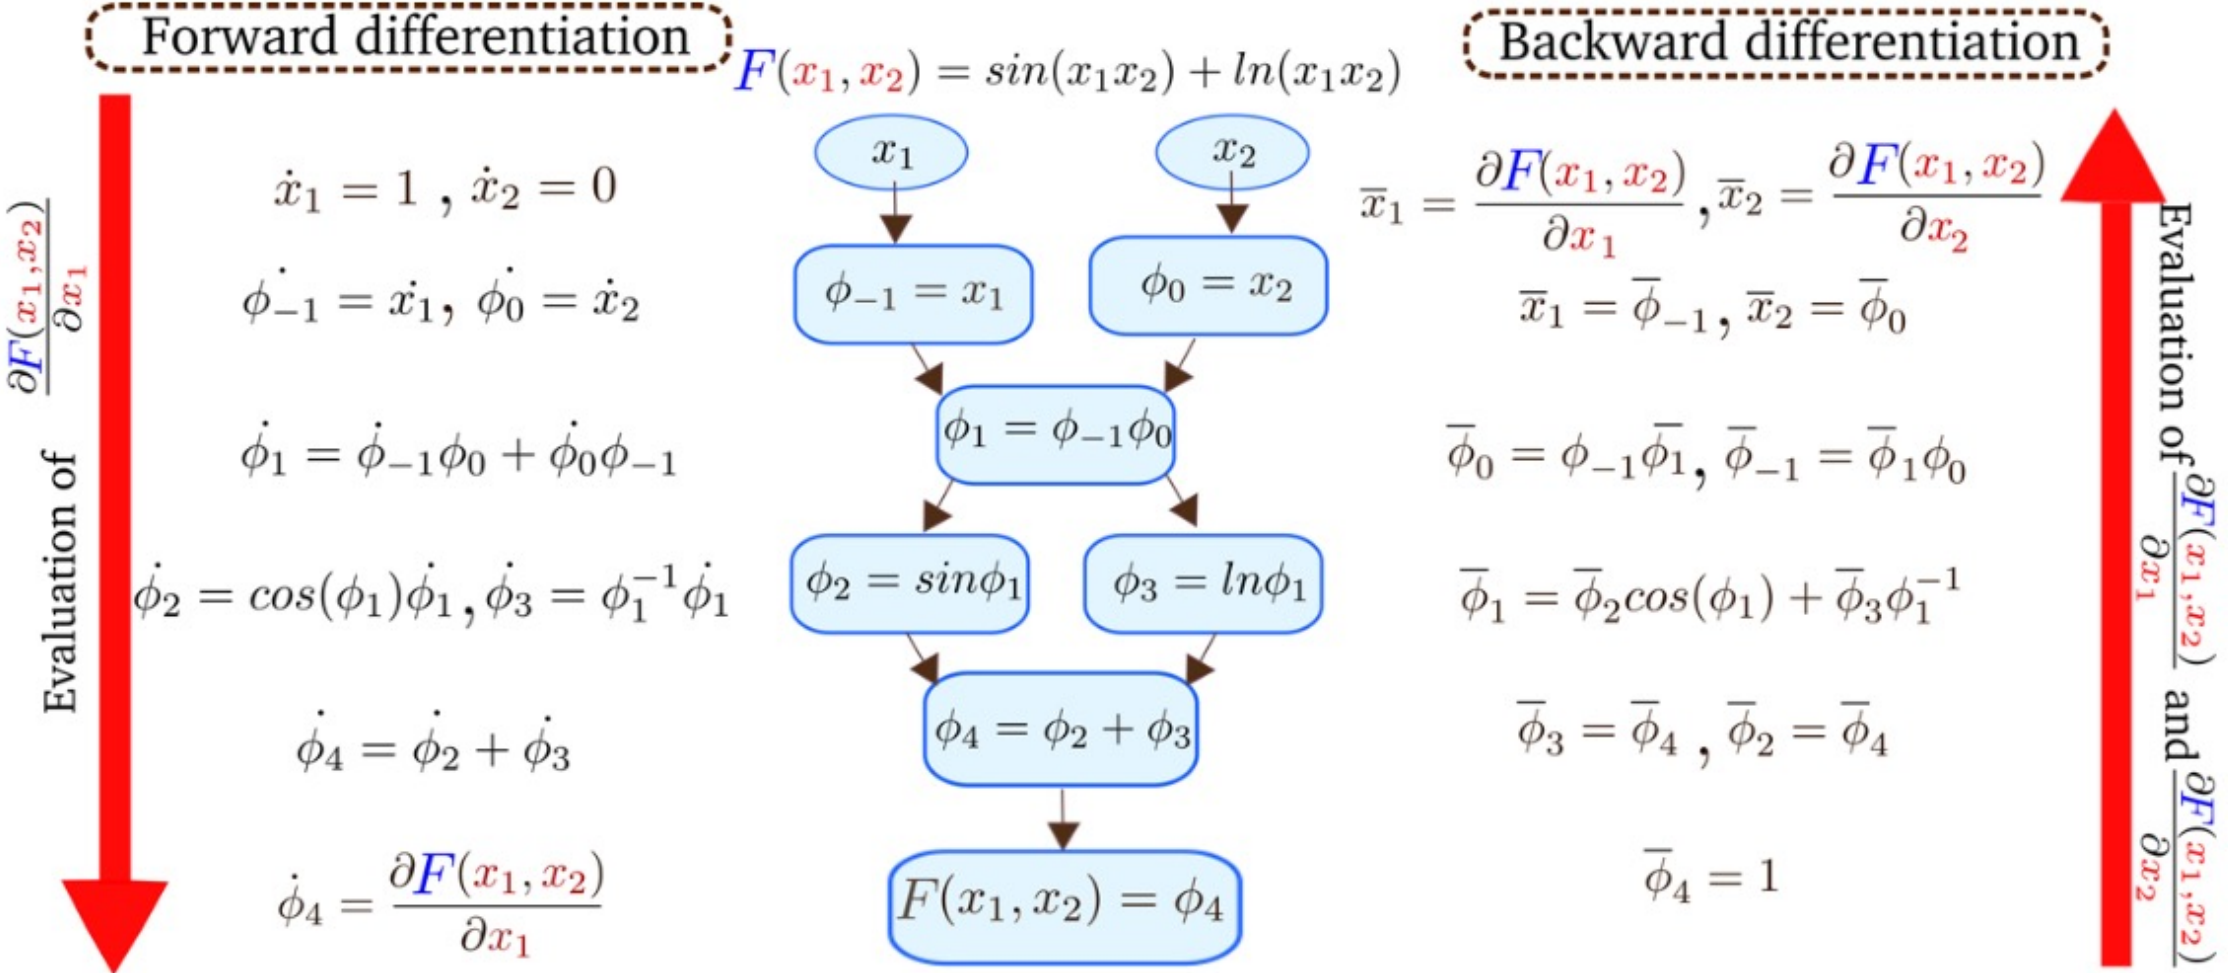 Forward differentiation
F(x₁, x₂) = sin(x₁x₂) + ln(x₁x₂)
Backward differentiation
Evaluation of ∂F(x₁,x₂)/∂x₁
ẋ₁ = 1 , ẋ₂ = 0
ϕ̇₋₁ = ẋ₁, ϕ̇₀ = ẋ₂
ϕ̇₁ = ϕ̇₋₁ϕ₀ + ϕ̇₀ϕ₋₁
ϕ̇₂ = cos(ϕ₁)ϕ̇₁, ϕ̇₃ = ϕ₁⁻¹ϕ̇₁
ϕ̇₄ = ϕ̇₂ + ϕ̇₃
ϕ̇₄ = ∂F(x₁, x₂)/∂x₁
x₁
x₂
ϕ₋₁ = x₁
ϕ₀ = x₂
ϕ₁ = ϕ₋₁ϕ₀
ϕ₂ = sinϕ₁
ϕ₃ = lnϕ₁
ϕ₄ = ϕ₂ + ϕ₃
F(x₁, x₂) = ϕ₄
x̄₁ = ∂F(x₁, x₂)/∂x₁ , x̄₂ = ∂F(x₁, x₂)/∂x₂
x̄₁ = ϕ̄₋₁, x̄₂ = ϕ̄₀
ϕ̄₀ = ϕ₋₁ϕ̄₁, ϕ̄₋₁ = ϕ̄₁ϕ₀
ϕ̄₁ = ϕ̄₂cos(ϕ₁) + ϕ̄₃ϕ₁⁻¹
ϕ̄₃ = ϕ̄₄ , ϕ̄₂ = ϕ̄₄
ϕ̄₄ = 1
Evaluation of ∂F(x₁,x₂)/∂x₁ and ∂F(x₁,x₂)/∂x₂